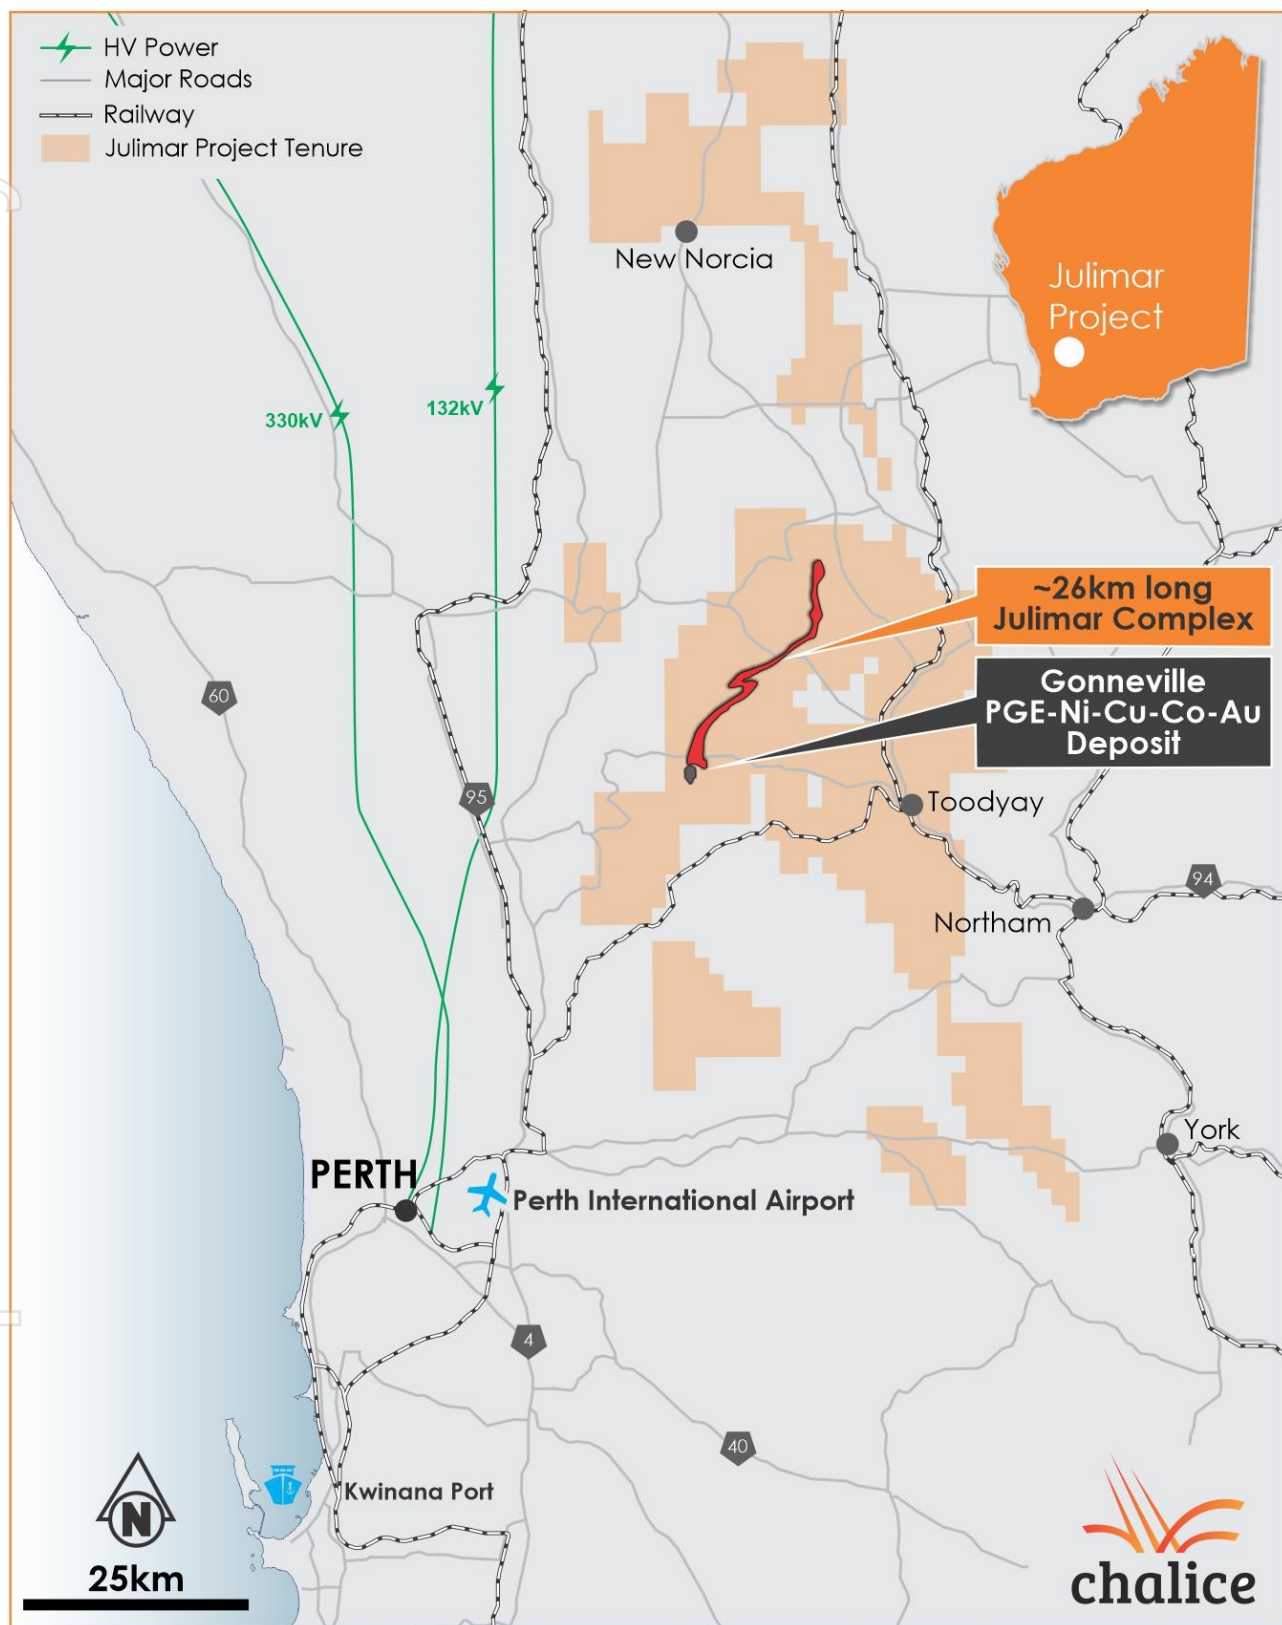 HV Power
Major Roads
Railway
Julimar Project Tenure
New Norcia
Julimar
Project
330kV
132kV
~26km long
Julimar Complex
Gonneville
PGE-Ni-Cu-Co-Au
Deposit
60
95
Toodyay
94
Northam
York
PERTH
Perth International Airport
4
40
Kwinana Port
N
25km
chalice